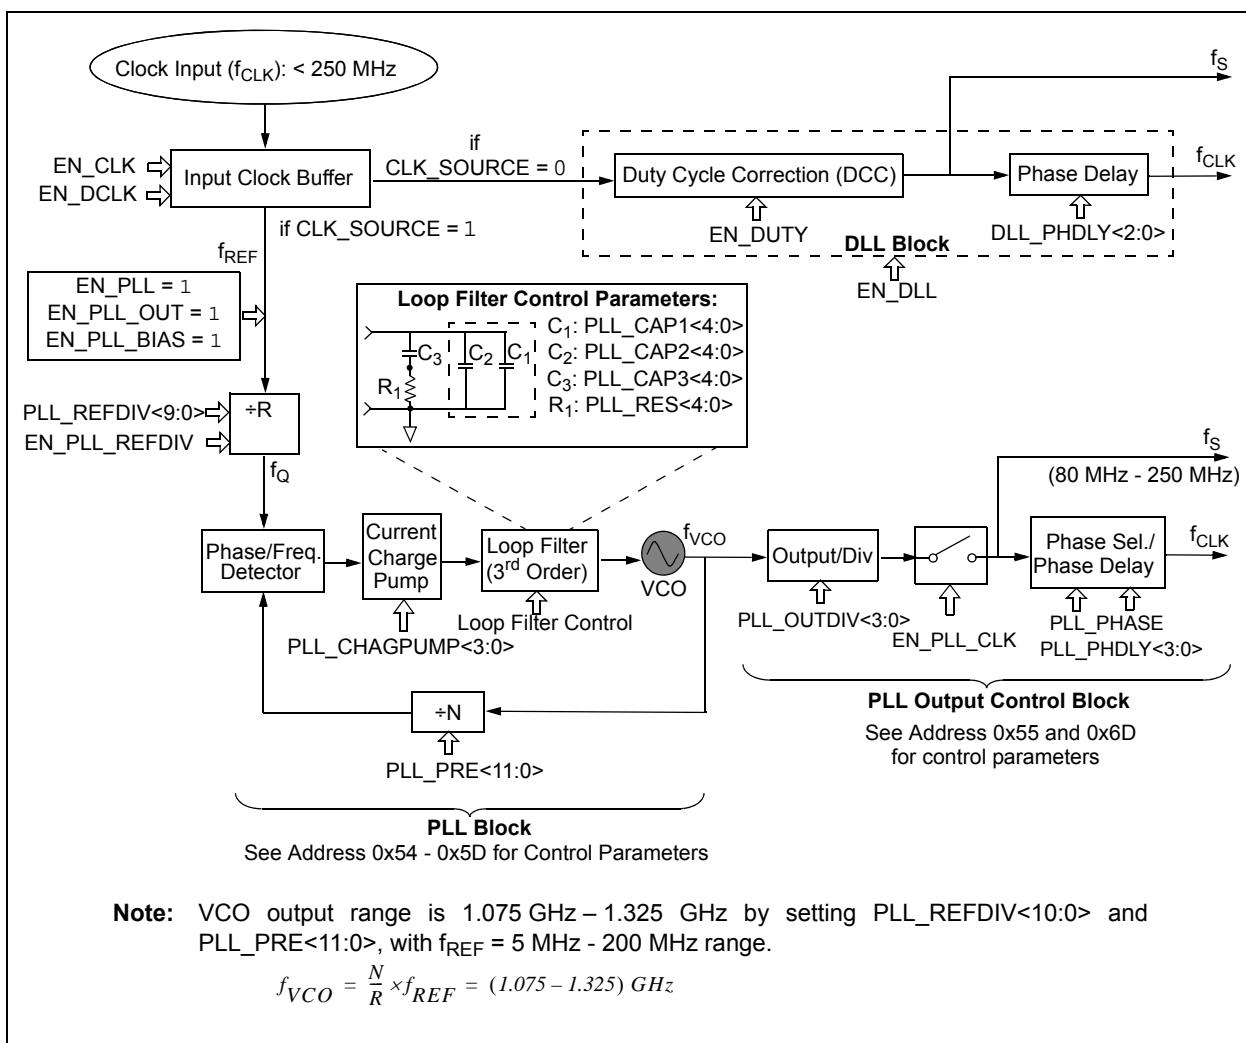 Clock Input (fCLK): < 250 MHz
fS
EN_CLK
EN_DCLK
Input Clock Buffer
if
CLK_SOURCE = 0
Duty Cycle Correction (DCC)
Phase Delay
fCLK
EN_DUTY
DLL_PHDLY<2:0>
DLL Block
EN_DLL
if CLK_SOURCE = 1
fREF
EN_PLL = 1
EN_PLL_OUT = 1
EN_PLL_BIAS = 1
Loop Filter Control Parameters:
C3
C2
C1
R1
C1: PLL_CAP1<4:0>
C2: PLL_CAP2<4:0>
C3: PLL_CAP3<4:0>
R1: PLL_RES<4:0>
PLL_REFDIV<9:0>
EN_PLL_REFDIV
÷R
fQ
fS
(80 MHz - 250 MHz)
Phase/Freq.
Detector
Current
Charge
Pump
Loop Filter
(3rd Order)
fVCO
VCO
Output/Div
Phase Sel./
Phase Delay
fCLK
PLL_CHAGPUMP<3:0>
Loop Filter Control
PLL_OUTDIV<3:0>
EN_PLL_CLK
PLL_PHASE
PLL_PHDLY<3:0>
÷N
PLL_PRE<11:0>
PLL Output Control Block
See Address 0x55 and 0x6D
for control parameters
PLL Block
See Address 0x54 - 0x5D for Control Parameters
Note: VCO output range is 1.075 GHz – 1.325 GHz by setting PLL_REFDIV<10:0> and
PLL_PRE<11:0>, with fREF = 5 MHz - 200 MHz range.
fVCO = N/R × fREF = (1.075 – 1.325) GHz